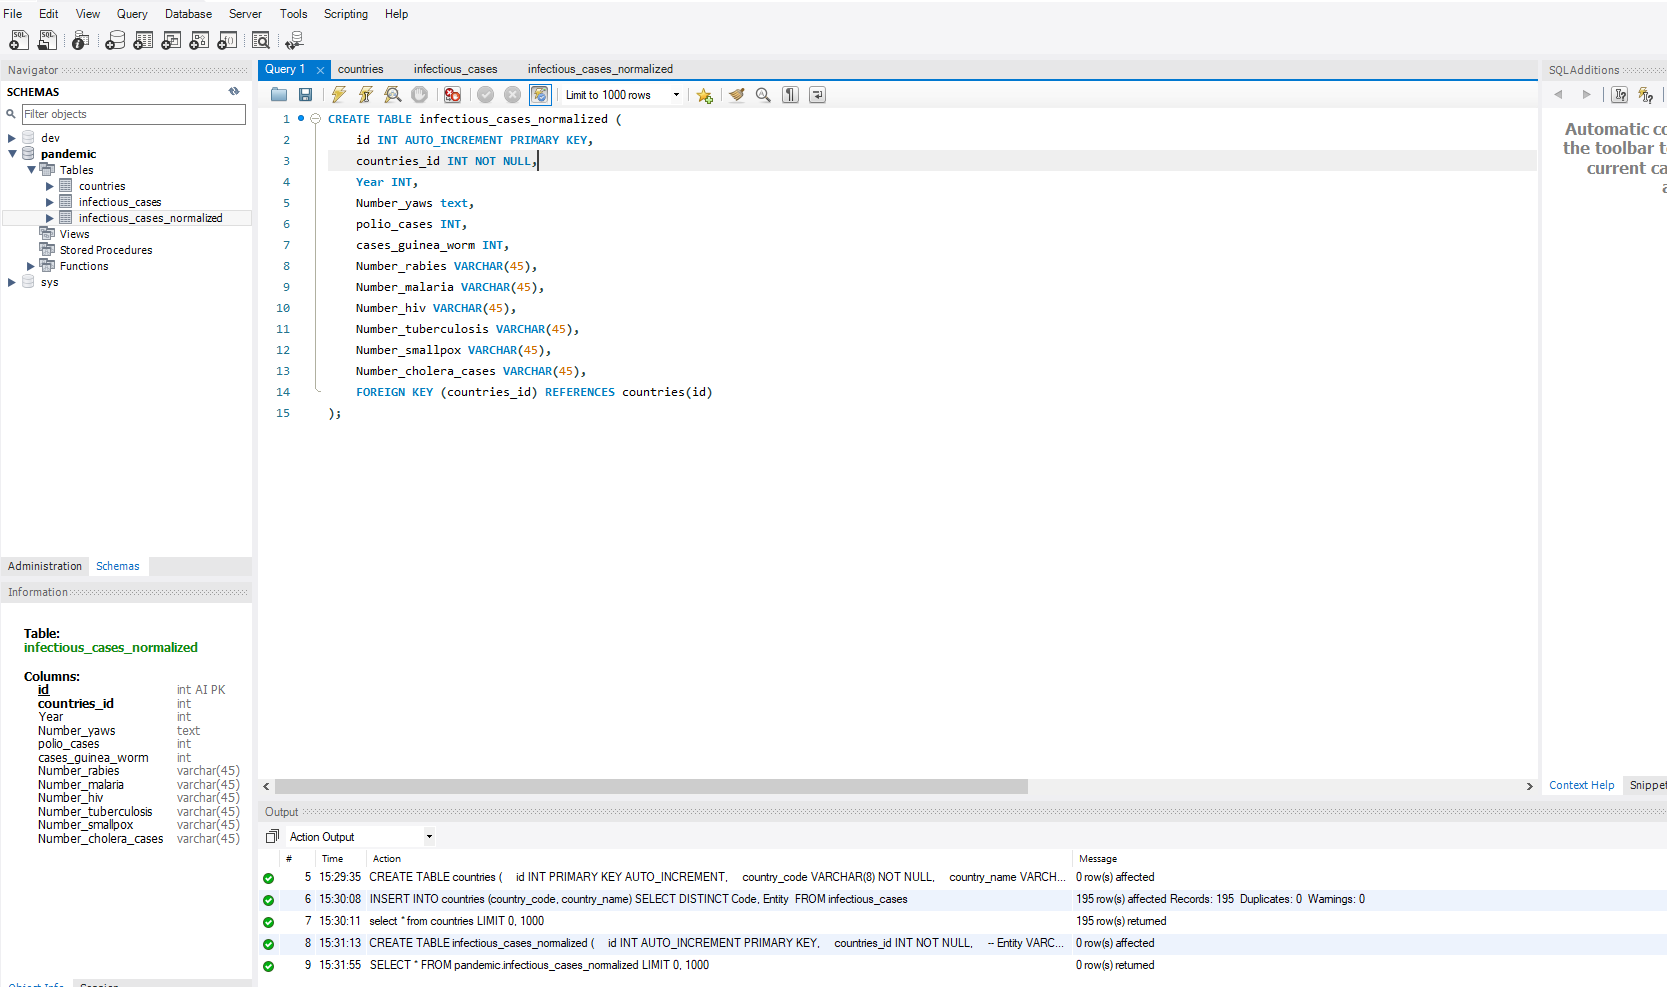 File Edit View Query Database Server Tools Scripting Help
Navigator
SCHEMAS
Filter objects
dev
pandemic
Tables
countries
infectious_cases
infectious_cases_normalized
Views
Stored Procedures
Functions
sys
Administration Schemas
Information
Table:
infectious_cases_normalized
Columns:
id int AI PK
countries_id int
Year int
Number_yaws text
polio_cases int
cases_guinea_worm int
Number_rabies varchar(45)
Number_malaria varchar(45)
Number_hiv varchar(45)
Number_tuberculosis varchar(45)
Number_smallpox varchar(45)
Number_cholera_cases varchar(45)
Query 1 countries infectious_cases infectious_cases_normalized
Limit to 1000 rows
1 CREATE TABLE infectious_cases_normalized (
2 id INT AUTO_INCREMENT PRIMARY KEY,
3 countries_id INT NOT NULL,
4 Year INT,
5 Number_yaws text,
6 polio_cases INT,
7 cases_guinea_worm INT,
8 Number_rabies VARCHAR(45),
9 Number_malaria VARCHAR(45),
10 Number_hiv VARCHAR(45),
11 Number_tuberculosis VARCHAR(45),
12 Number_smallpox VARCHAR(45),
13 Number_cholera_cases VARCHAR(45),
14 FOREIGN KEY (countries_id) REFERENCES countries(id)
15 );
SQLAdditions
Automatic co
the toolbar t
current ca
Context Help Snippet
Output
Action Output
# Time Action Message
5 15:29:35 CREATE TABLE countries ( id INT PRIMARY KEY AUTO_INCREMENT, country_code VARCHAR(8) NOT NULL, country_name VARCH... 0 row(s) affected
6 15:30:08 INSERT INTO countries (country_code, country_name) SELECT DISTINCT Code, Entity FROM infectious_cases 195 row(s) affected Records: 195 Duplicates: 0 Warnings: 0
7 15:30:11 select * from countries LIMIT 0, 1000 195 row(s) returned
8 15:31:13 CREATE TABLE infectious_cases_normalized ( id INT AUTO_INCREMENT PRIMARY KEY, countries_id INT NOT NULL, -- Entity VARC... 0 row(s) affected
9 15:31:55 SELECT * FROM pandemic.infectious_cases_normalized LIMIT 0, 1000 0 row(s) returned
Object Info Session